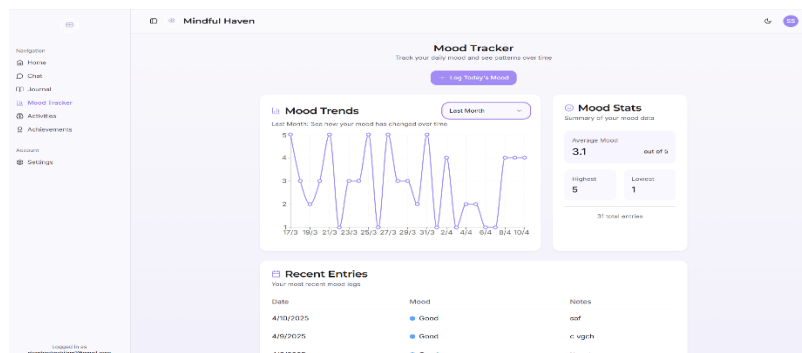 Mindful Haven
SS
Navigation
Home
Chat
Journal
Mood Tracker
Activities
Achievements
Account
Settings
Logged in as
Mood Tracker
Track your daily mood and see patterns over time
+ Log Today's Mood
Mood Trends
Last Month
Last Month. See how your mood has changed over time
5
4
3
2
1
17/3 19/3 21/3 23/3 25/3 27/3 29/3 31/3 2/4 4/4 6/4 8/4 10/4
Mood Stats
Summary of your mood data
Average Mood
3.1 out of 5
Highest Lowest
5 1
31 total entries
Recent Entries
Your most recent mood logs
Date Mood Notes
4/10/2025 Good saf
4/9/2025 Good c vgch